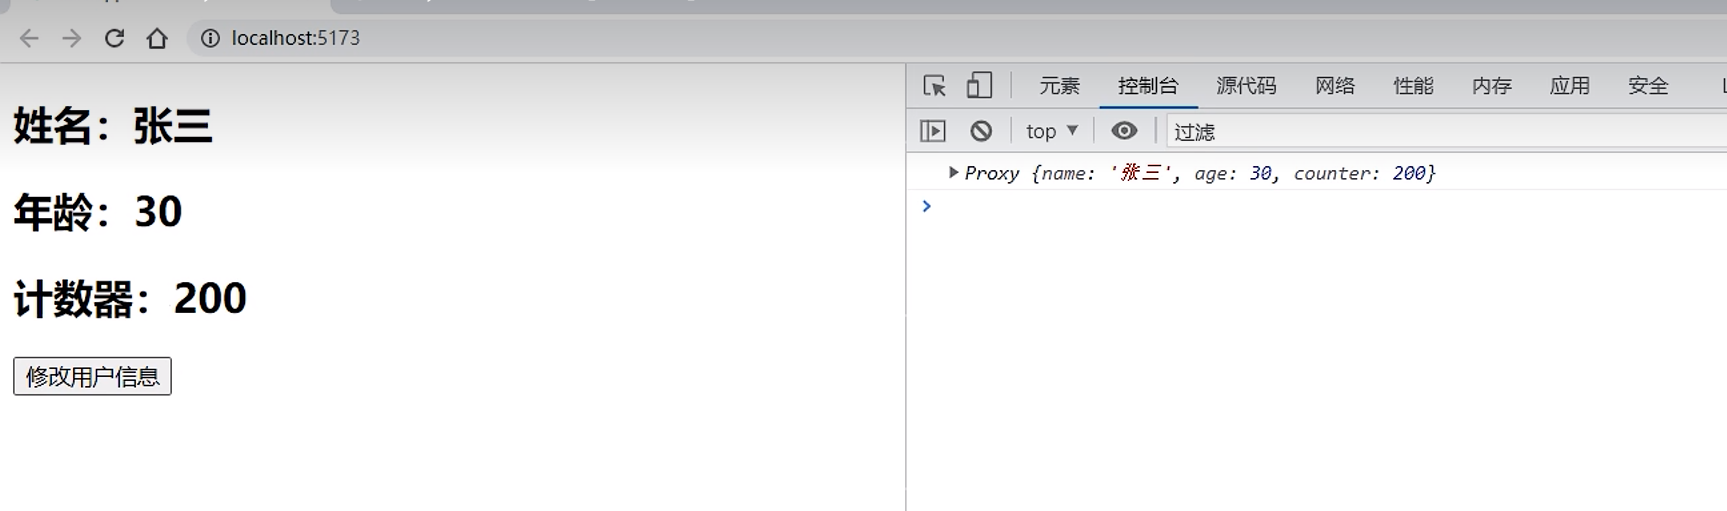 localhost:5173
姓名：张三
年龄：30
计数器：200
修改用户信息
元素 控制台 源代码 网络 性能 内存 应用 安全
top 过滤
Proxy {name: '张三', age: 30, counter: 200}